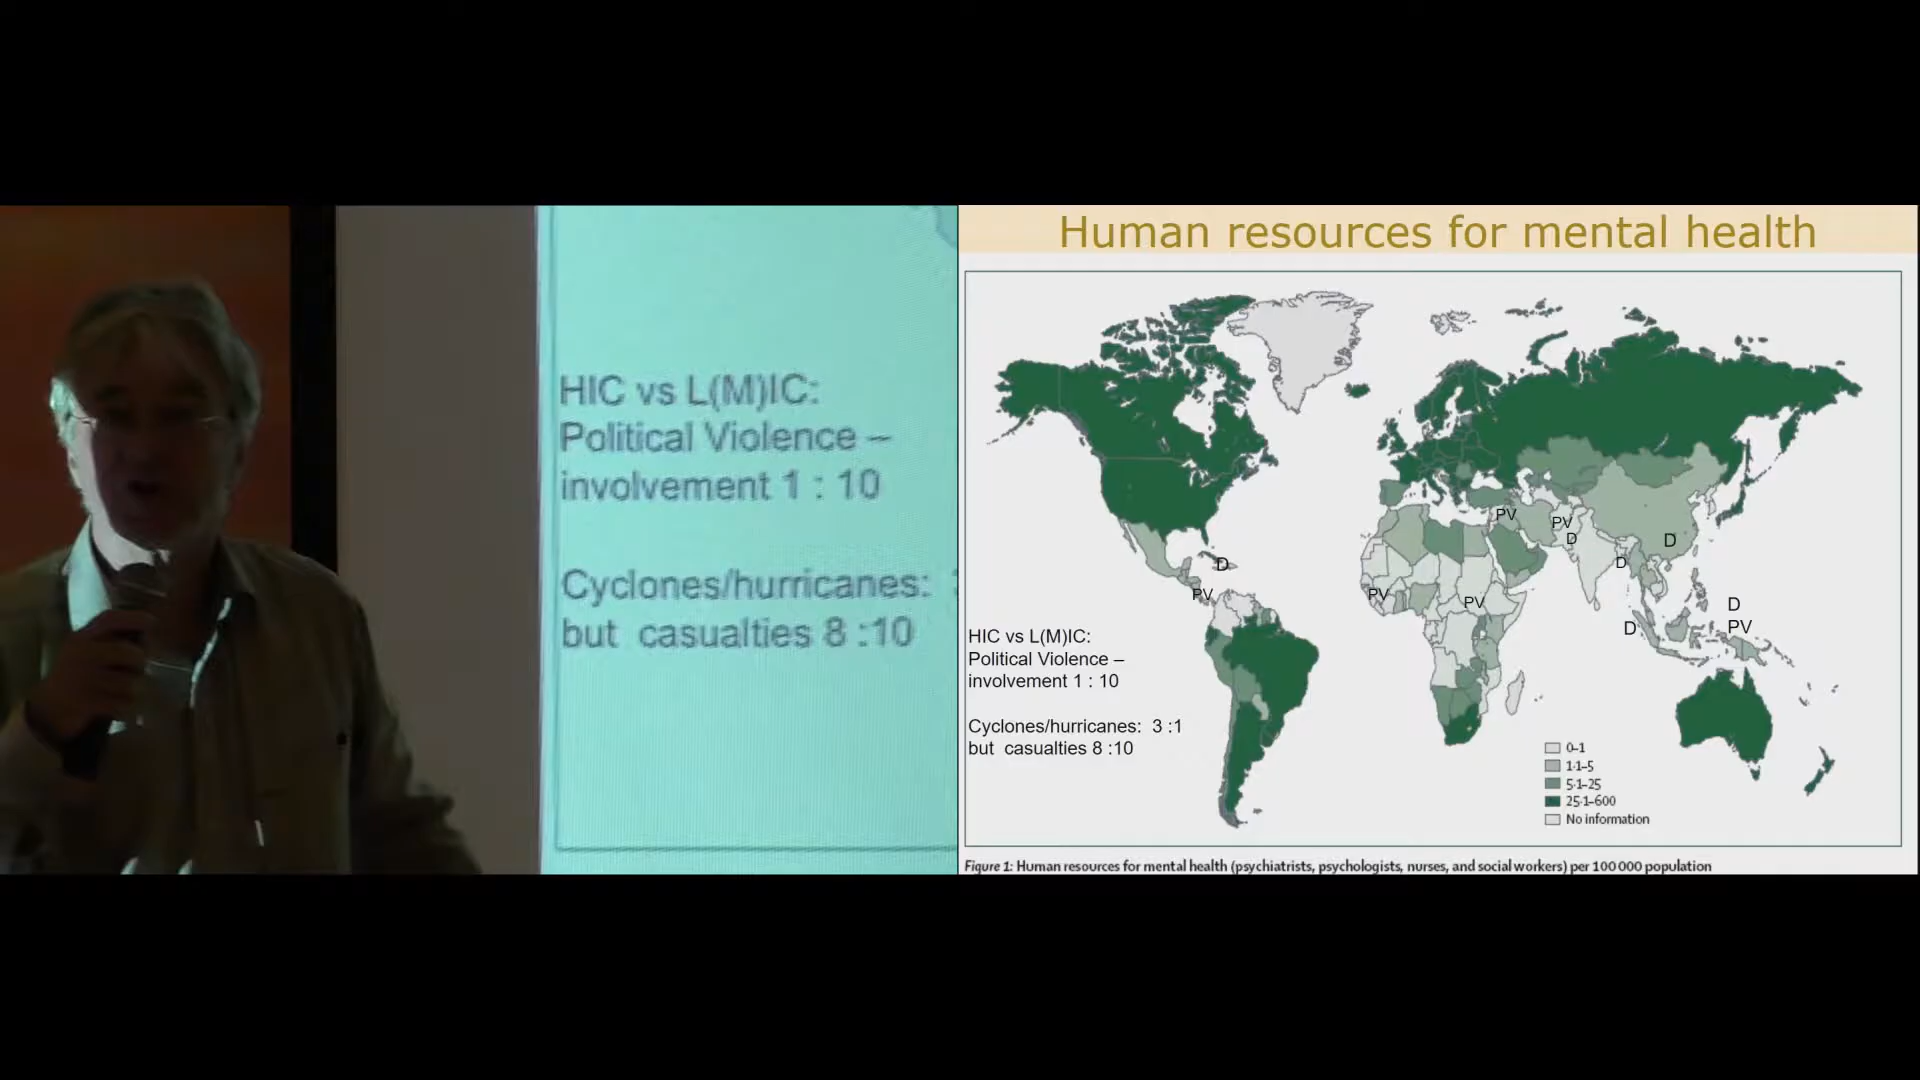 HIC vs L(M)IC:
Political Violence –
involvement 1 : 10
Cyclones/hurricanes:
but casualties 8 :10
Human resources for mental health
PV
PV
D
D
D
D
PV
PV
PV
D
D
PV
HIC vs L(M)IC:
Political Violence –
involvement 1 : 10
Cyclones/hurricanes: 3 :1
but casualties 8 :10
0–1
1·1–5
5·1–25
25·1–600
No information
Figure 1: Human resources for mental health (psychiatrists, psychologists, nurses, and social workers) per 100 000 population